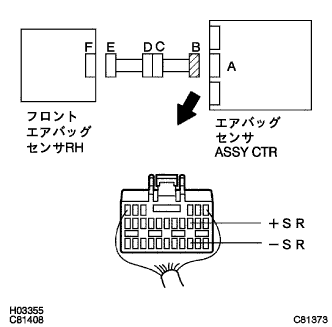 F E D C B
A
フロント
エアバッグ
センサRH
エアバッグ
センサ
ASSY CTR
+SR
−SR
H03355
C81408
C81373